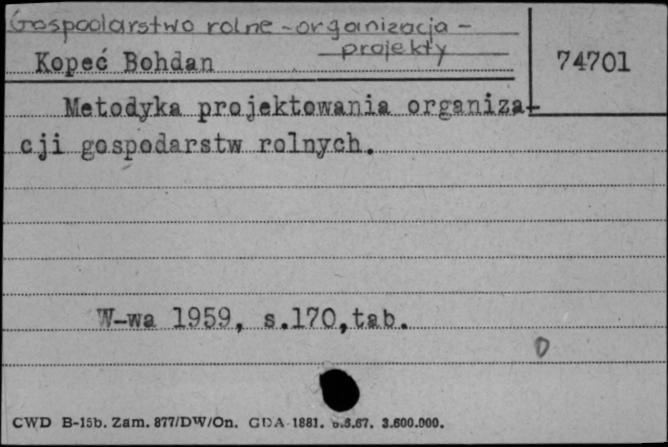 Gospodarstwo rolne - organizacja -
projekty
Kopeć Bohdan
74701
Metodyka projektowania organiza-
cji gospodarstw rolnych.
W-wa 1959, s.170,tab.
CWD B-15b. Zam. 877/DW/On. GDA 1881. 3.600.000.